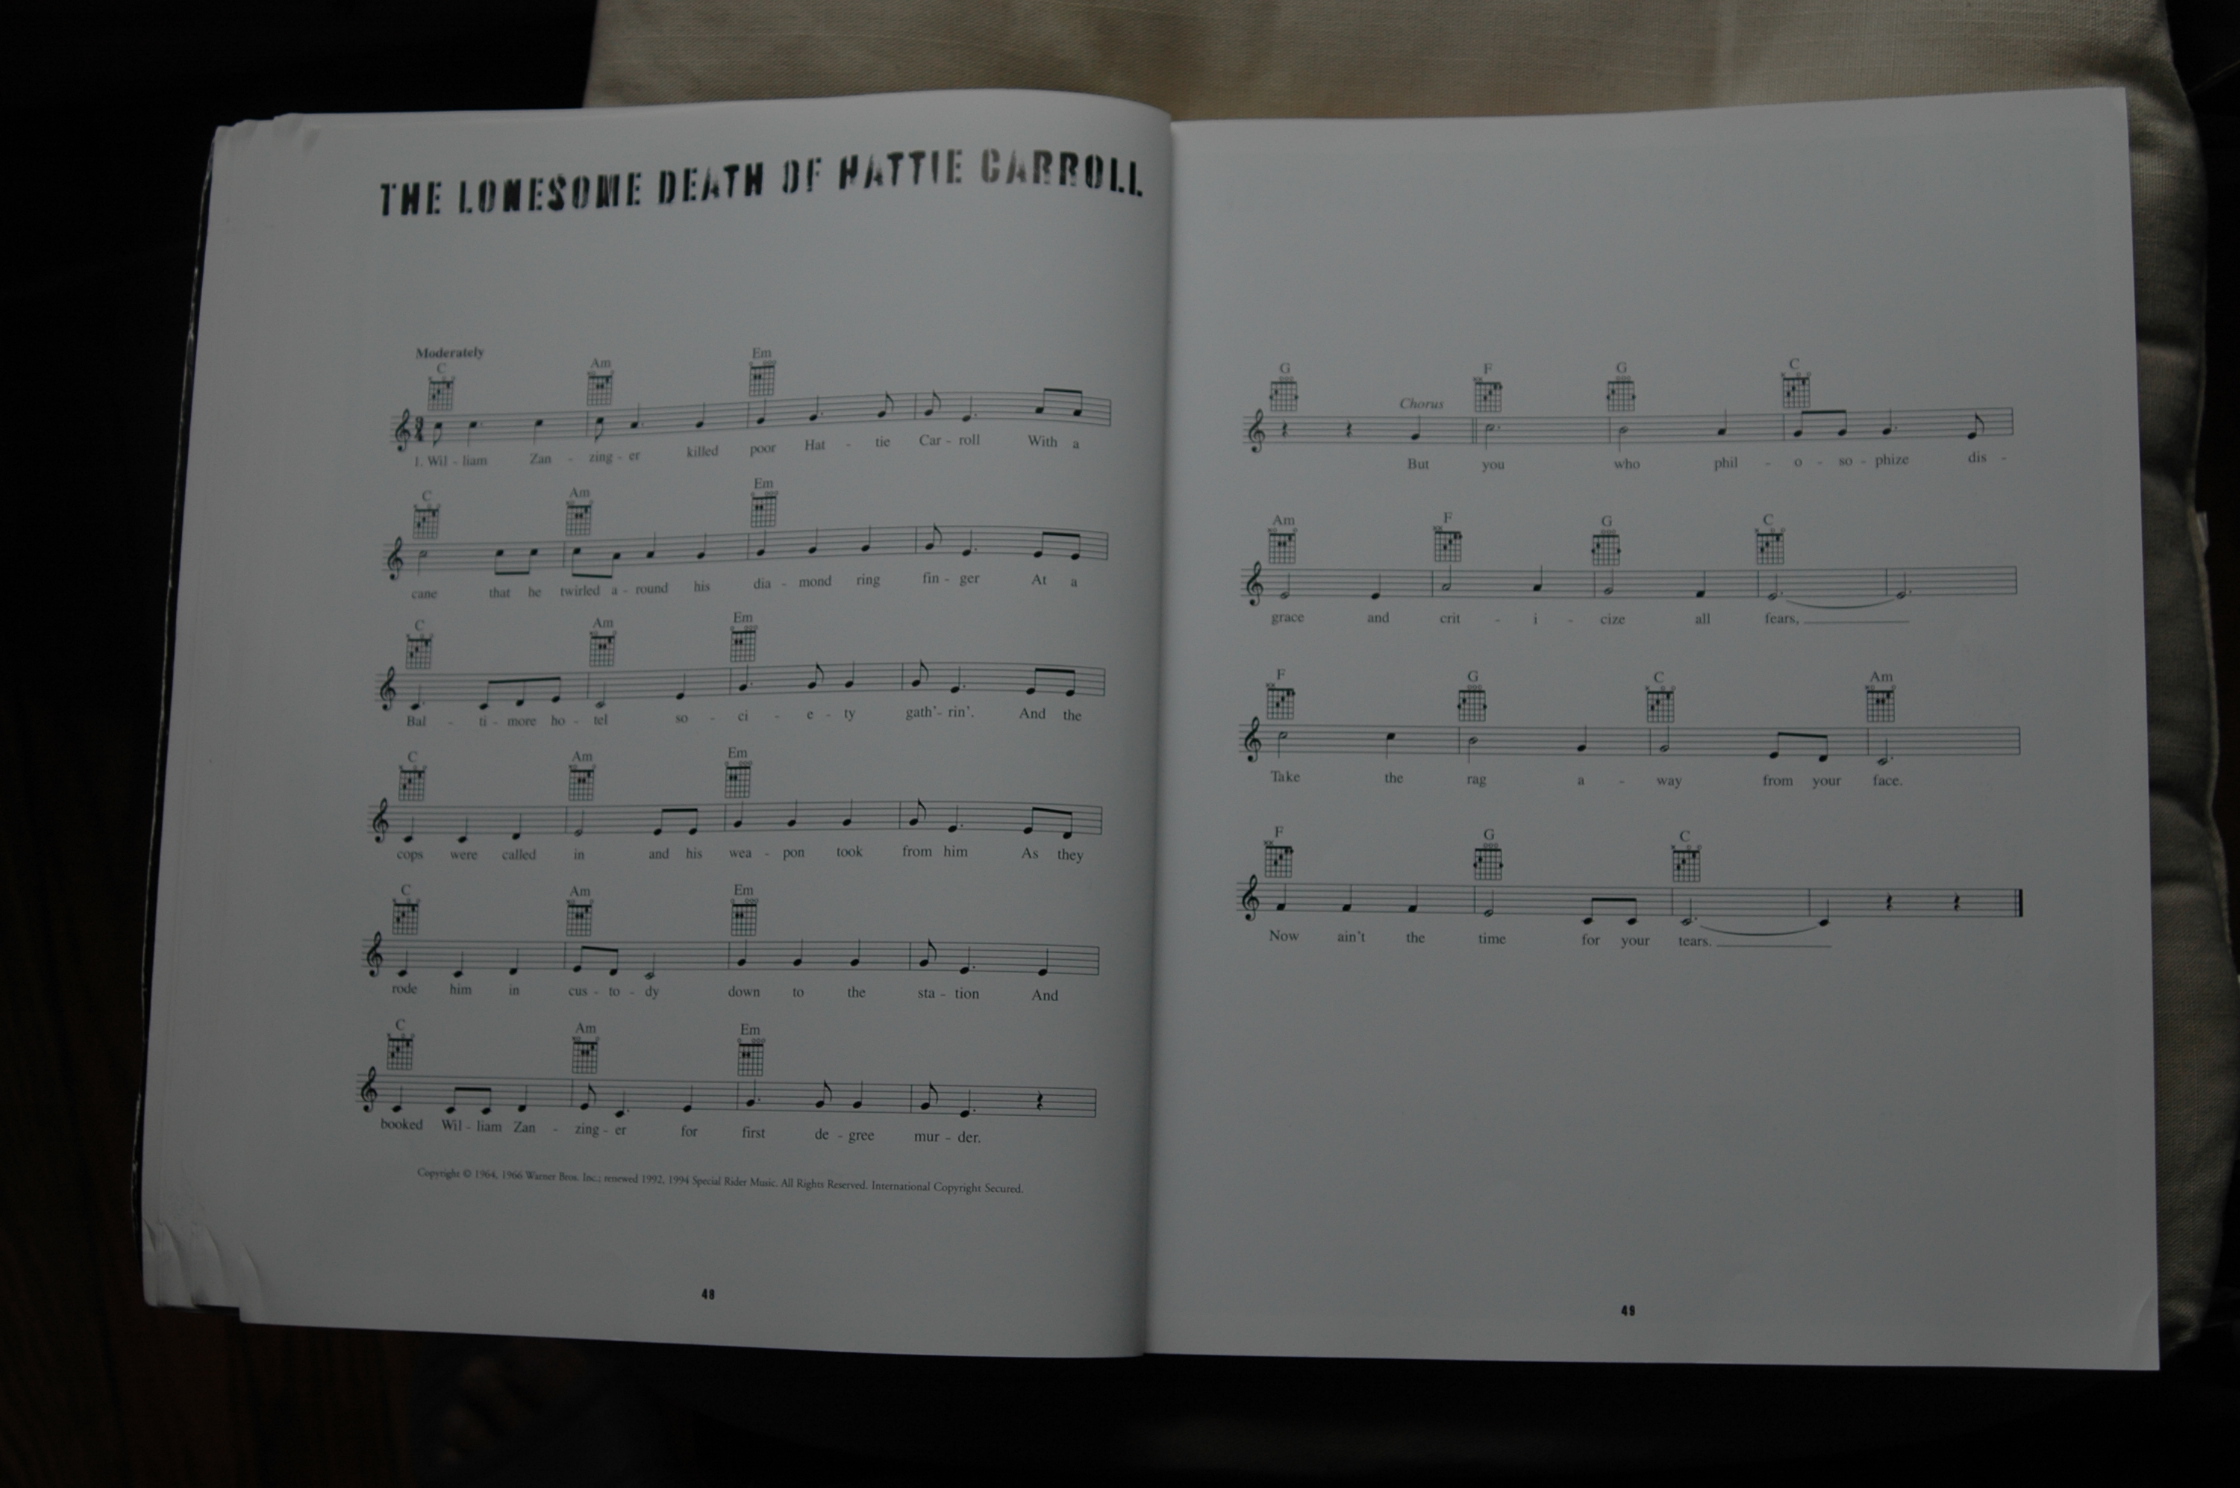 THE LONESOME DEATH OF HATTIE CARROLL
Moderately
C Am Em
1. Wil - liam Zan - zing - er killed poor Hat - tie Car - roll With a
C Am Em
cane that he twirled a - round his dia - mond ring fin - ger At a
C Am Em
Bal - ti - more ho - tel so - ci - e - ty gath'- rin'. And the
C Am Em
cops were called in and his wea - pon took from him As they
C Am Em
rode him in cus - to - dy down to the sta - tion And
C Am Em
booked Wil - liam Zan - zing - er for first de - gree mur - der.
Copyright © 1964, 1966 Warner Bros. Inc.; renewed 1992, 1994 Special Rider Music. All Rights Reserved. International Copyright Secured.
48
G F G C
Chorus
But you who phil - o - so - phize dis -
Am F G C
grace and crit - i - cize all fears,
F G C Am
Take the rag a - way from your face.
F G C
Now ain't the time for your tears.
49